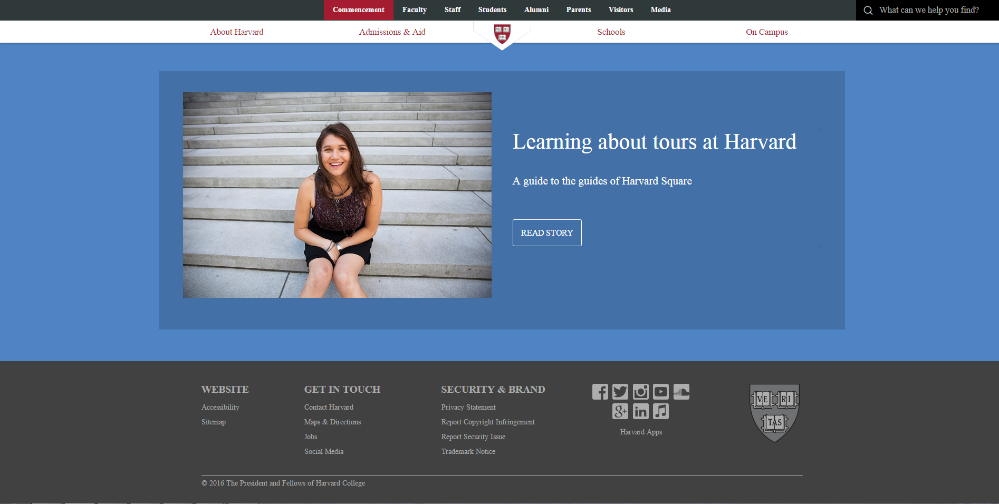 Commencement Faculty Staff Students Alumni Parents Visitors Media What can we help you find?
About Harvard Admissions & Aid Schools On Campus
Learning about tours at Harvard
A guide to the guides of Harvard Square
READ STORY
WEBSITE
Accessibility
Sitemap
GET IN TOUCH
Contact Harvard
Maps & Directions
Jobs
Social Media
SECURITY & BRAND
Privacy Statement
Report Copyright Infringement
Report Security Issue
Trademark Notice
Harvard Apps
VE RI
TAS
© 2016 The President and Fellows of Harvard College